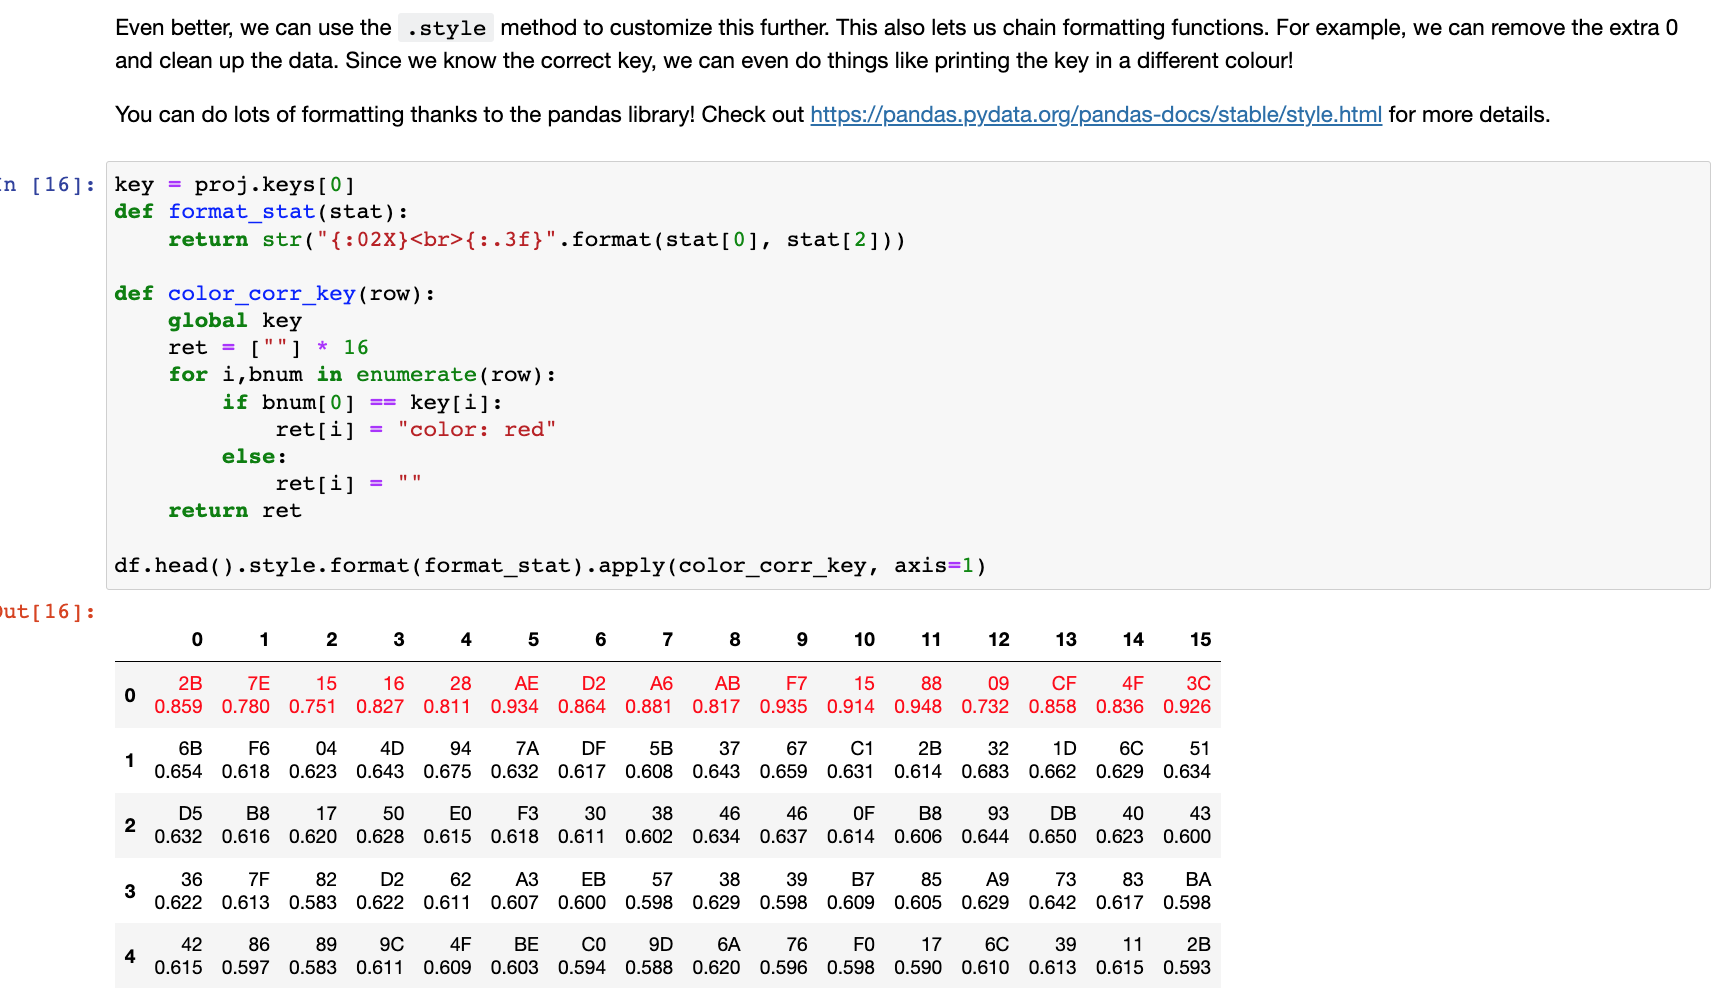 Even better, we can use the .style method to customize this further. This also lets us chain formatting functions. For example, we can remove the extra 0
and clean up the data. Since we know the correct key, we can even do things like printing the key in a different colour!
You can do lots of formatting thanks to the pandas library! Check out https://pandas.pydata.org/pandas-docs/stable/style.html for more details.
n [16]: key = proj.keys[0]
def format_stat(stat):
    return str("{:02X}<br>{:.3f}".format(stat[0], stat[2]))
def color_corr_key(row):
    global key
    ret = [""] * 16
    for i,bnum in enumerate(row):
        if bnum[0] == key[i]:
            ret[i] = "color: red"
        else:
            ret[i] = ""
    return ret
df.head().style.format(format_stat).apply(color_corr_key, axis=1)
ut[16]:
0 1 2 3 4 5 6 7 8 9 10 11 12 13 14 15
0 2B 7E 15 16 28 AE D2 A6 AB F7 15 88 09 CF 4F 3C
0.859 0.780 0.751 0.827 0.811 0.934 0.864 0.881 0.817 0.935 0.914 0.948 0.732 0.858 0.836 0.926
1 6B F6 04 4D 94 7A DF 5B 37 67 C1 2B 32 1D 6C 51
0.654 0.618 0.623 0.643 0.675 0.632 0.617 0.608 0.643 0.659 0.631 0.614 0.683 0.662 0.629 0.634
2 D5 B8 17 50 E0 F3 30 38 46 46 0F B8 93 DB 40 43
0.632 0.616 0.620 0.628 0.615 0.618 0.611 0.602 0.634 0.637 0.614 0.606 0.644 0.650 0.623 0.600
3 36 7F 82 D2 62 A3 EB 57 38 39 B7 85 A9 73 83 BA
0.622 0.613 0.583 0.622 0.611 0.607 0.600 0.598 0.629 0.598 0.609 0.605 0.629 0.642 0.617 0.598
4 42 86 89 9C 4F BE C0 9D 6A 76 F0 17 6C 39 11 2B
0.615 0.597 0.583 0.611 0.609 0.603 0.594 0.588 0.620 0.596 0.598 0.590 0.610 0.613 0.615 0.593